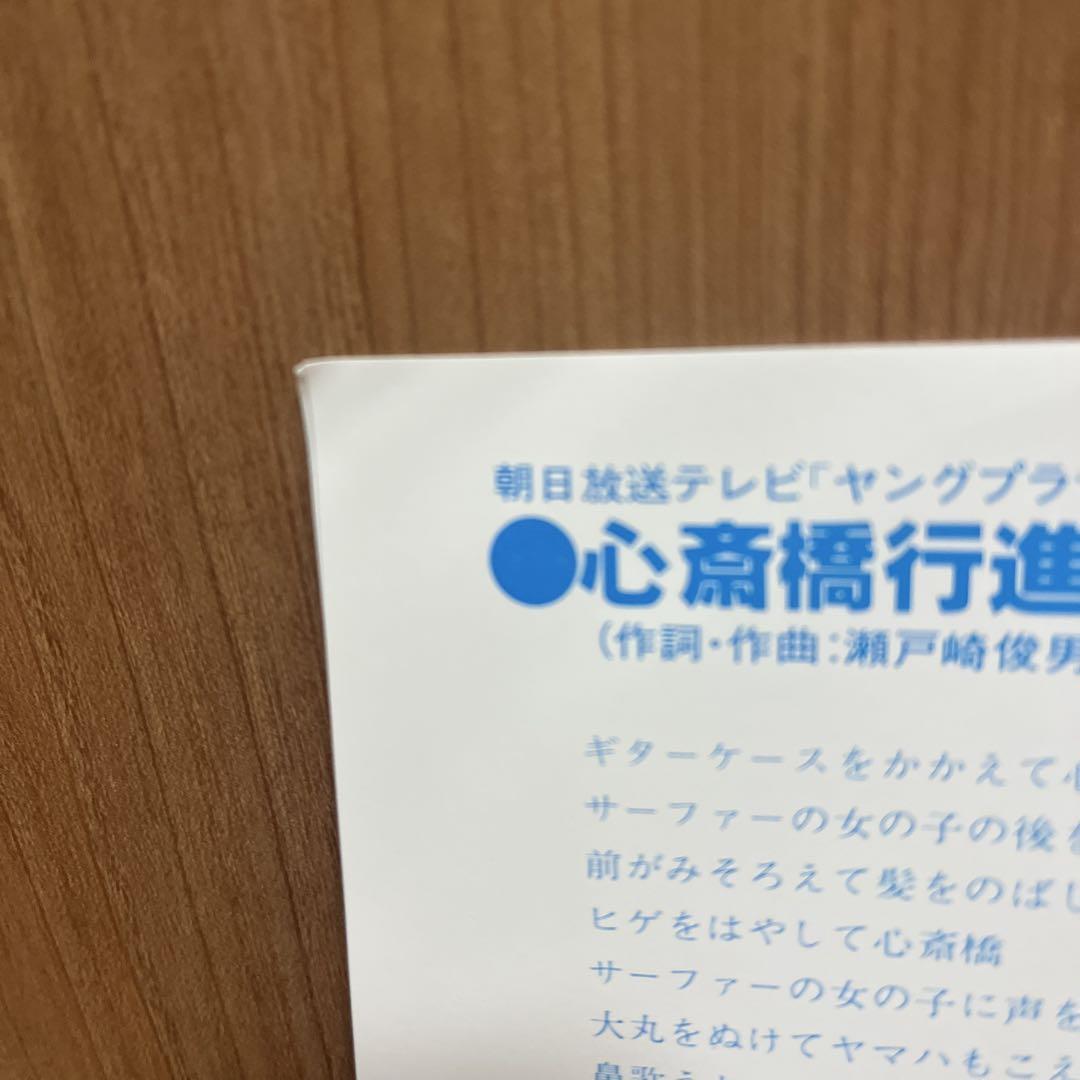 朝日放送テレビ「ヤングプラ
●心斎橋行進
(作詞・作曲:瀬戸崎俊男
ギターケースをかかえて心
サーファーの女の子の後を
前がみそろえて髪をのばし
ヒゲをはやして心斎橋
サーファーの女の子に声を
大丸をぬけてヤマハもこえ
鼻歌